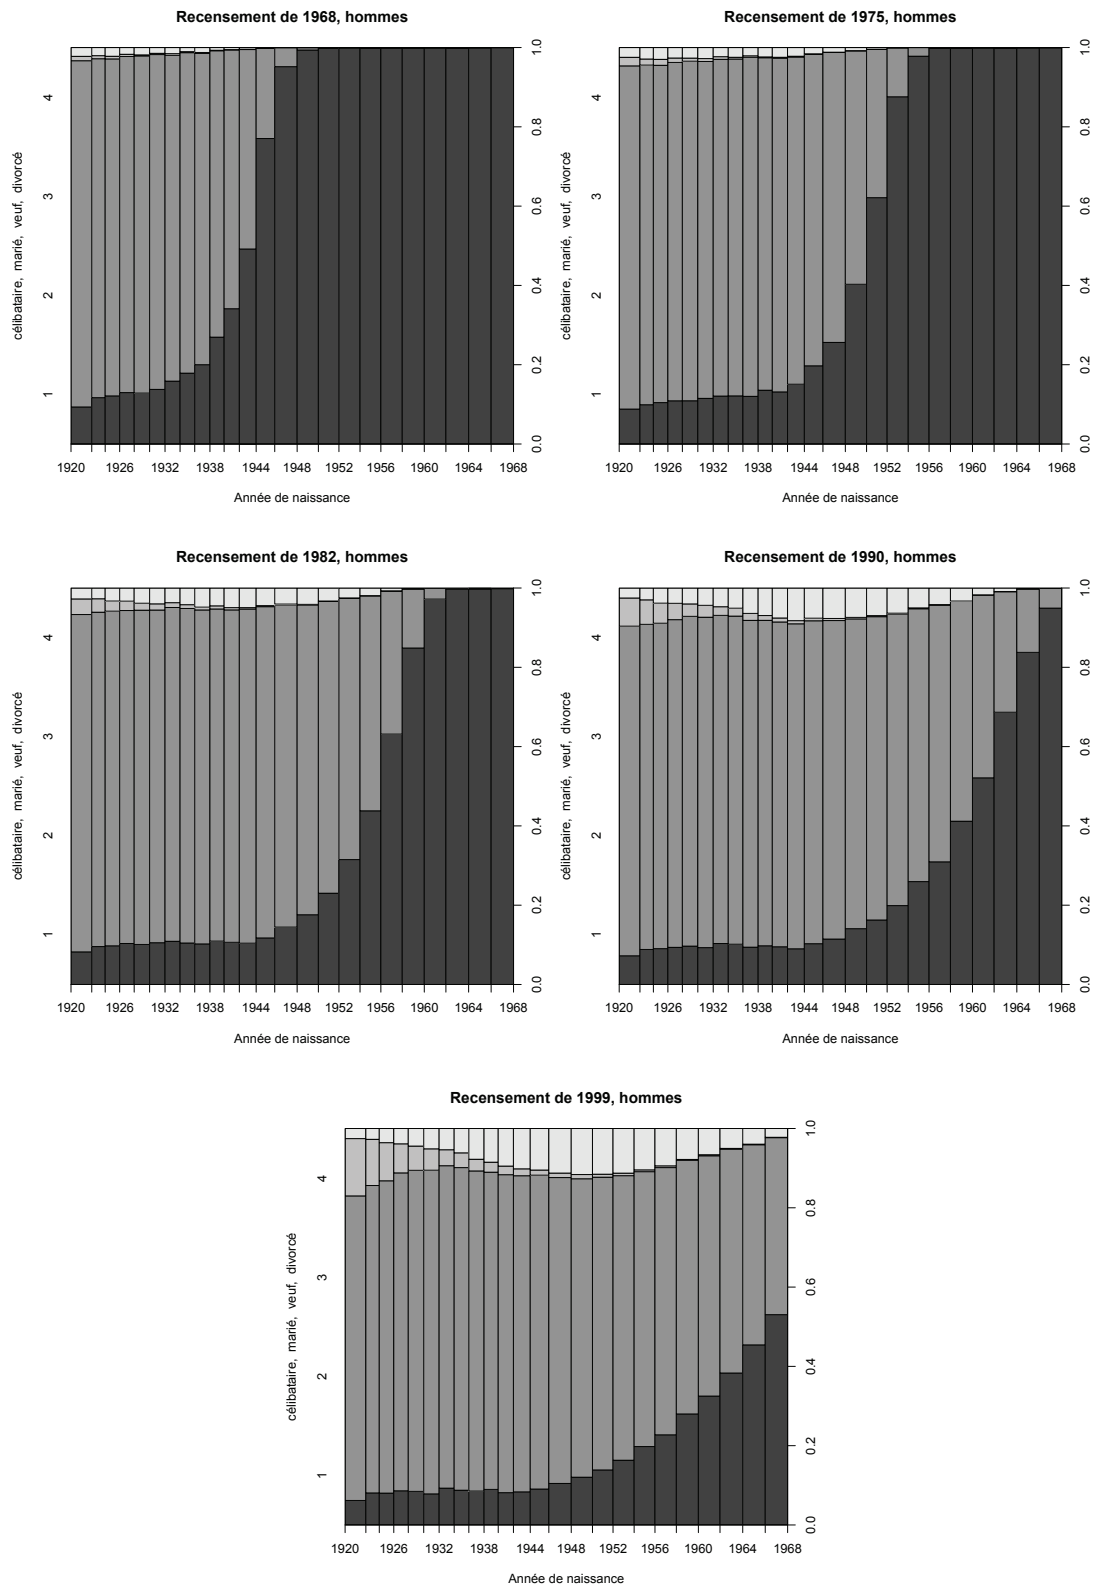 Recensement de 1968, hommes
célibataire, marié, veuf, divorcé
4
3
2
1
1.0
0.8
0.6
0.4
0.2
0.0
1920 1926 1932 1938 1944 1948 1952 1956 1960 1964 1968
Année de naissance
Recensement de 1975, hommes
célibataire, marié, veuf, divorcé
4
3
2
1
1.0
0.8
0.6
0.4
0.2
0.0
1920 1926 1932 1938 1944 1948 1952 1956 1960 1964 1968
Année de naissance
Recensement de 1982, hommes
célibataire, marié, veuf, divorcé
4
3
2
1
1.0
0.8
0.6
0.4
0.2
0.0
1920 1926 1932 1938 1944 1948 1952 1956 1960 1964 1968
Année de naissance
Recensement de 1990, hommes
célibataire, marié, veuf, divorcé
4
3
2
1
1.0
0.8
0.6
0.4
0.2
0.0
1920 1926 1932 1938 1944 1948 1952 1956 1960 1964 1968
Année de naissance
Recensement de 1999, hommes
célibataire, marié, veuf, divorcé
4
3
2
1
1.0
0.8
0.6
0.4
0.2
0.0
1920 1926 1932 1938 1944 1950 1956 1960 1964 1968
Année de naissance